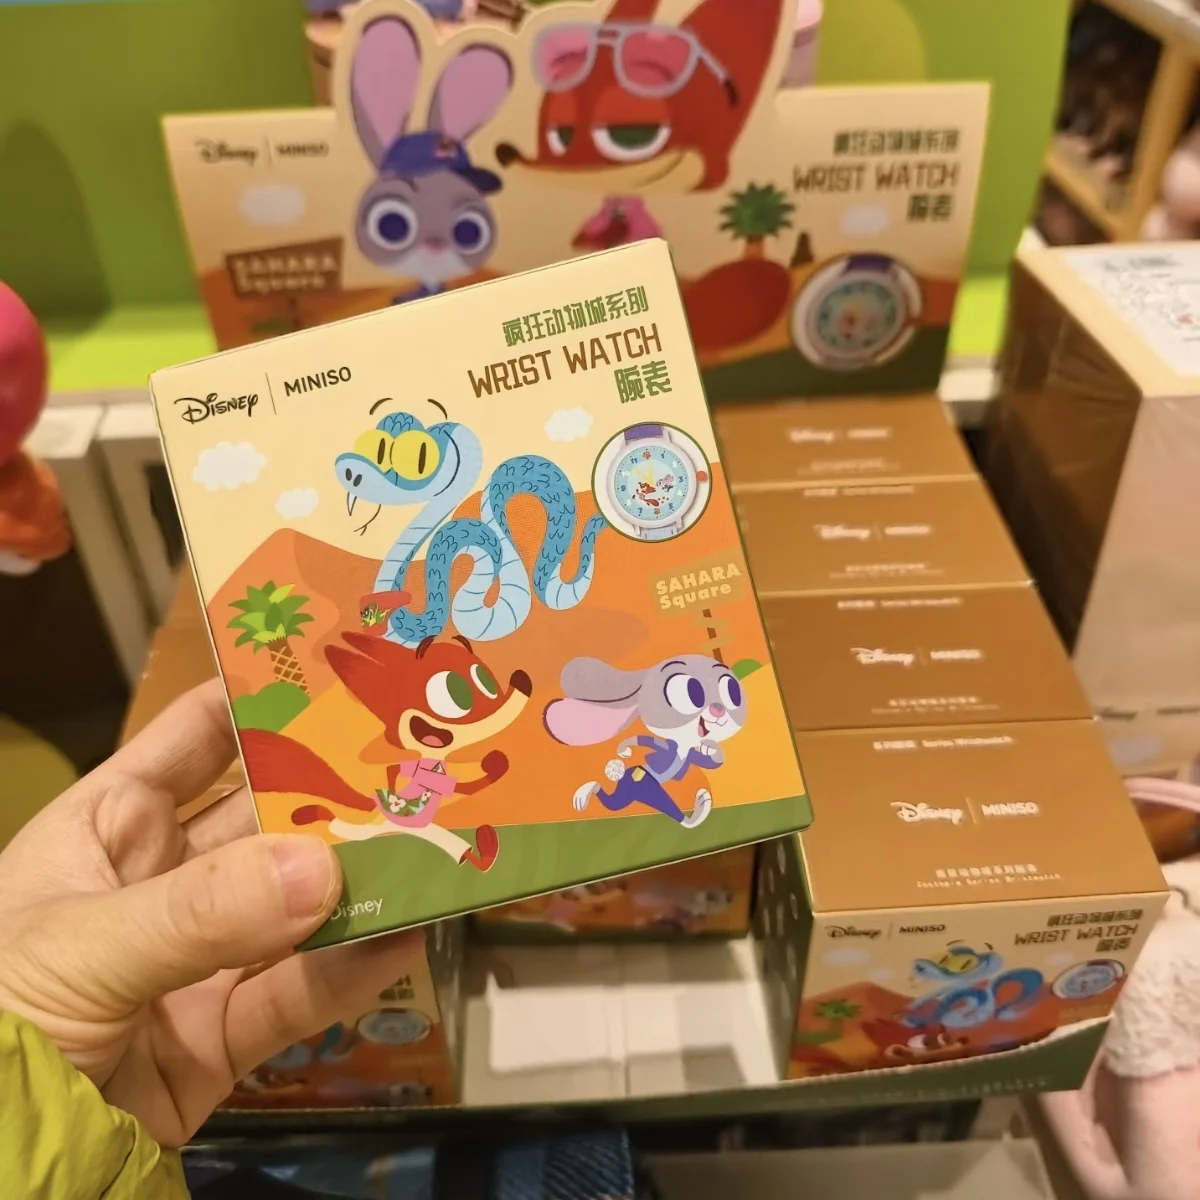 Disney | MINISO
疯狂动物城系列
WRIST WATCH
腕表
SAHARA
Square
Disney | MINISO
疯狂动物城系列
WRIST WATCH
腕表
SAHARA
Square
Disney
Disney | MINISO
Disney | MINISO
Disney | MINISO
Disney | MINISO
Disney | MINISO
疯狂动物城系列
WRIST WATCH
腕表